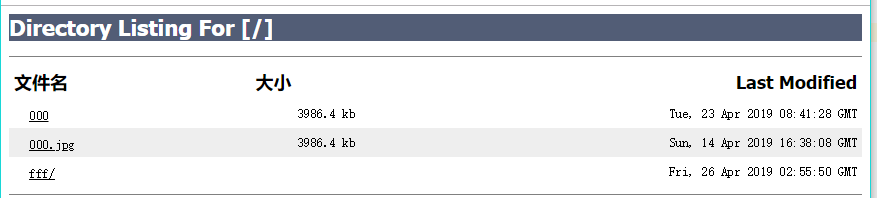 Directory Listing For [/]
文件名 大小 Last Modified
000 3986.4 kb Tue, 23 Apr 2019 08:41:28 GMT
000.jpg 3986.4 kb Sun, 14 Apr 2019 16:38:08 GMT
fff/ Fri, 26 Apr 2019 02:55:50 GMT